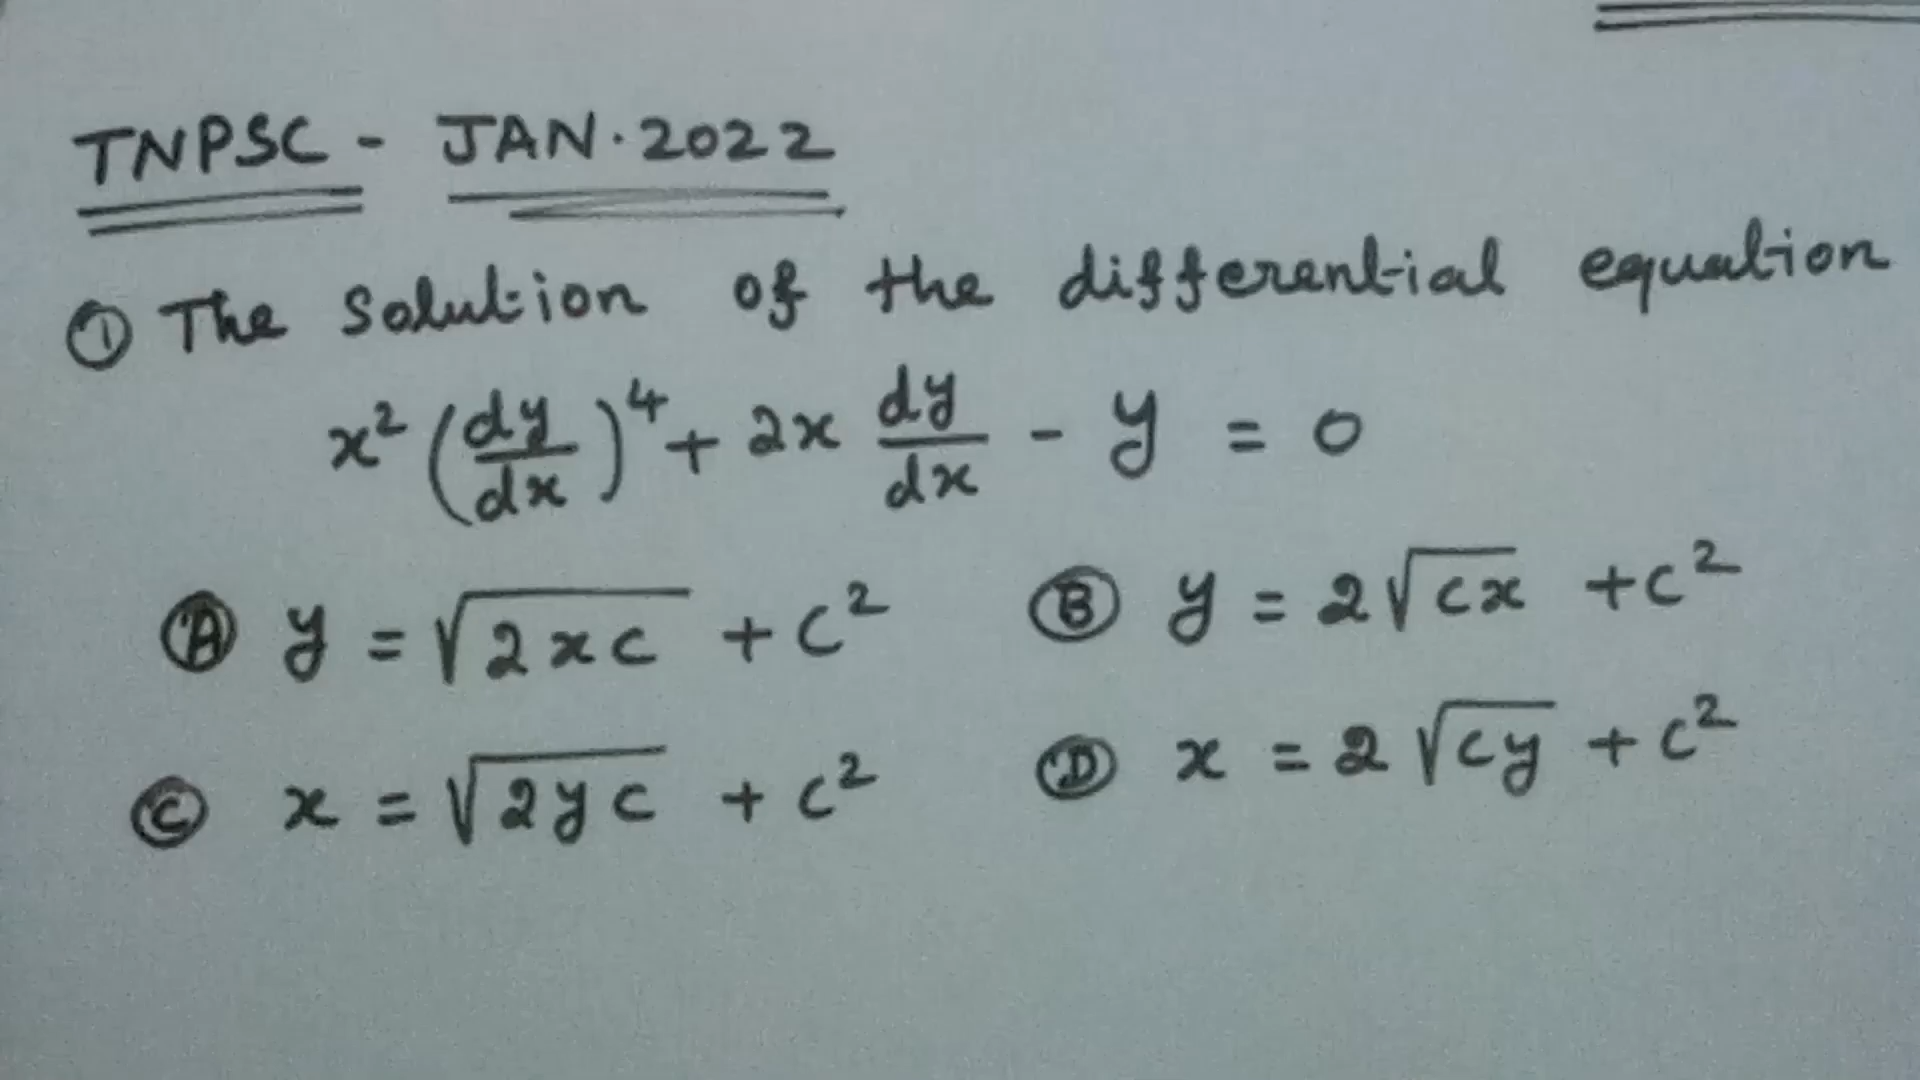 TNPSC - JAN.2022
① The Solution of the differential equation
x² (dy/dx)⁴ + 2x dy/dx - y = 0
Ⓐ y = √(2xc) + c² Ⓑ y = 2√(cx) + c²
Ⓒ x = √(2yc) + c² Ⓓ x = 2√(cy) + c²